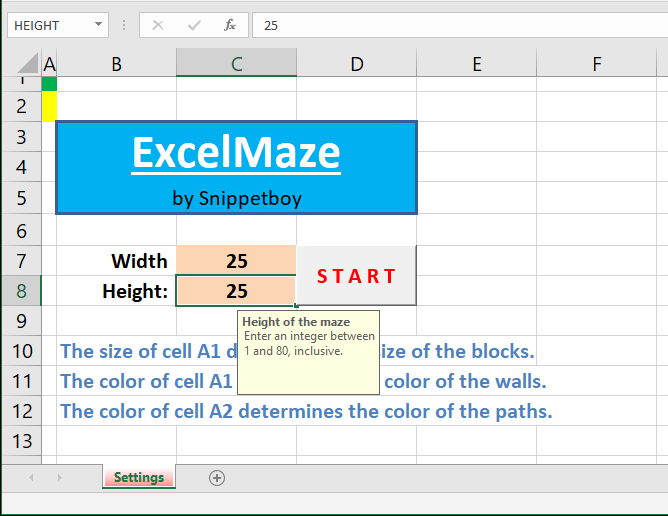 HEIGHT fx 25
A B C D E F
1
2
3 ExcelMaze
4
5 by Snippetboy
6
7 Width 25 START
8 Height: 25
9 Height of the maze
Enter an integer between
10 The size of cell A1 d 1 and 80, inclusive. ize of the blocks.
11 The color of cell A1 color of the walls.
12 The color of cell A2 determines the color of the paths.
13
Settings